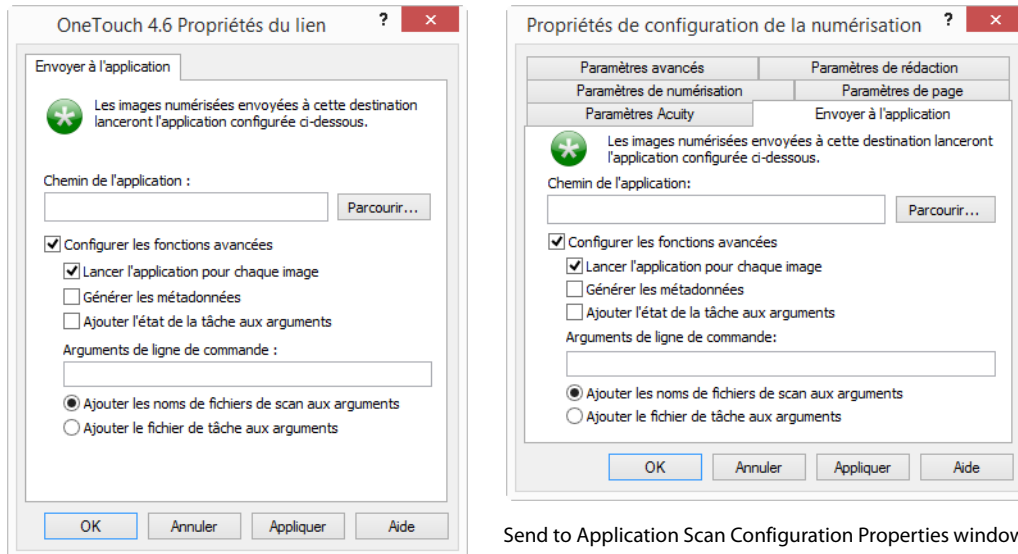 OneTouch 4.6 Propriétés du lien
Envoyer à l'application
Les images numérisées envoyées à cette destination
lanceront l'application configurée ci-dessous.
Chemin de l'application :
Parcourir...
Configurer les fonctions avancées
Lancer l'application pour chaque image
Générer les métadonnées
Ajouter l'état de la tâche aux arguments
Arguments de ligne de commande :
Ajouter les noms de fichiers de scan aux arguments
Ajouter le fichier de tâche aux arguments
OK Annuler Appliquer Aide
Propriétés de configuration de la numérisation
Paramètres avancés Paramètres de rédaction
Paramètres de numérisation Paramètres de page
Paramètres Acuity Envoyer à l'application
Les images numérisées envoyées à cette destination lanceront
l'application configurée ci-dessous.
Chemin de l'application:
Parcourir...
Configurer les fonctions avancées
Lancer l'application pour chaque image
Générer les métadonnées
Ajouter l'état de la tâche aux arguments
Arguments de ligne de commande:
Ajouter les noms de fichiers de scan aux arguments
Ajouter le fichier de tâche aux arguments
OK Annuler Appliquer Aide
Send to Application Scan Configuration Properties window